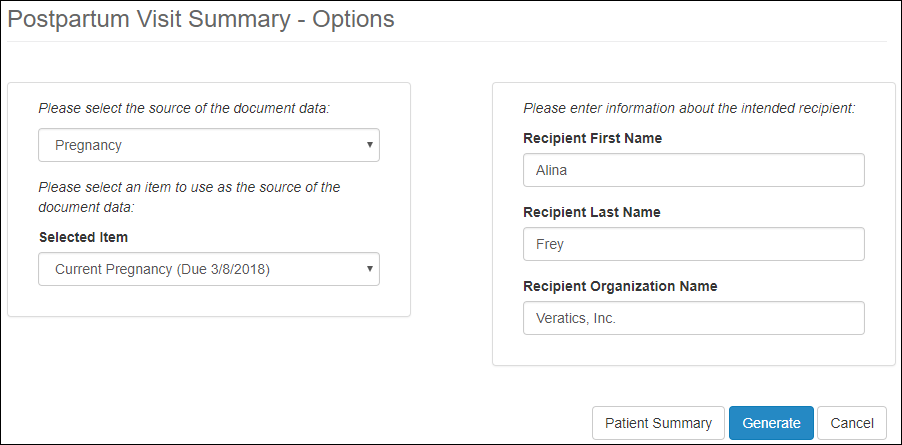 Postpartum Visit Summary - Options
Please select the source of the document data:
Pregnancy
Please select an item to use as the source of the
document data:
Selected Item
Current Pregnancy (Due 3/8/2018)
Please enter information about the intended recipient:
Recipient First Name
Alina
Recipient Last Name
Frey
Recipient Organization Name
Veratics, Inc.
Patient Summary
Generate
Cancel